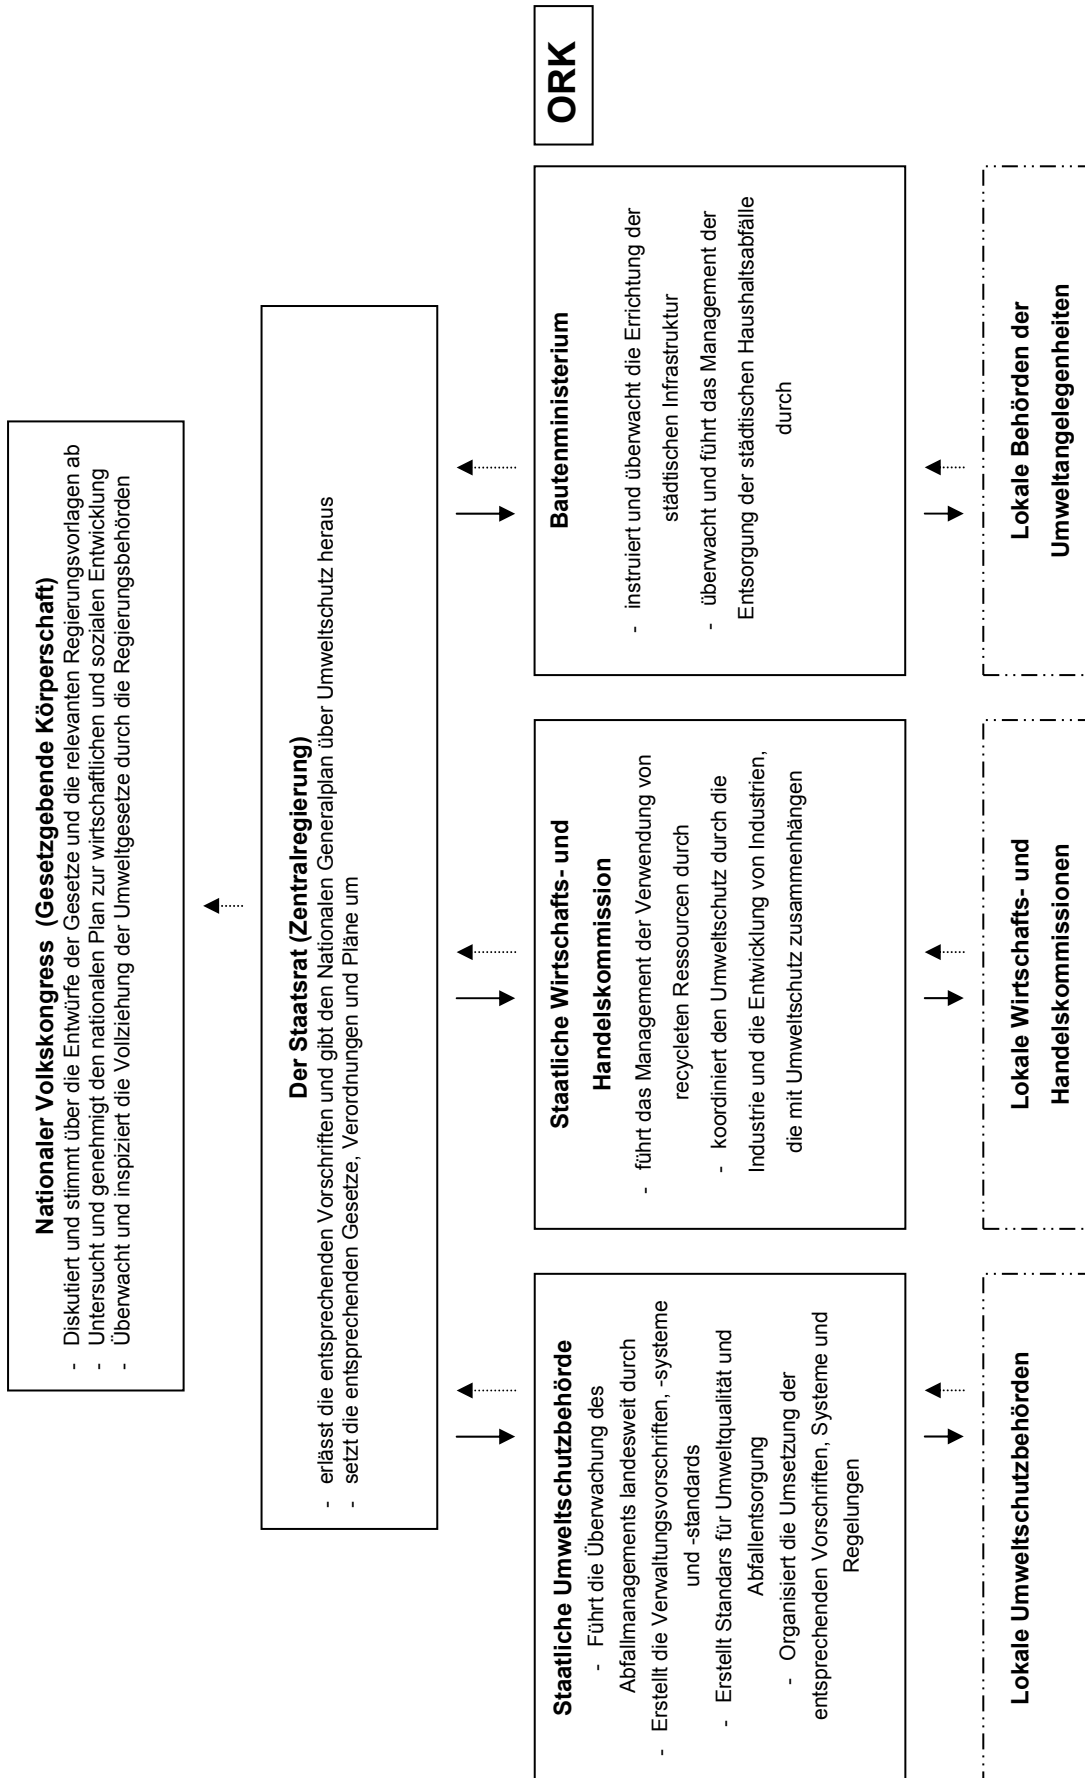 Nationaler Volkskongress (Gesetzgebende Körperschaft)
- Diskutiert und stimmt über die Entwürfe der Gesetze und die relevanten Regierungsvorlagen ab
- Untersucht und genehmigt den nationalen Plan zur wirtschaftlichen und sozialen Entwicklung
- Überwacht und inspiziert die Vollziehung der Umweltgesetze durch die Regierungsbehörden
Der Staatsrat (Zentralregierung)
- erlässt die entsprechenden Vorschriften und gibt den Nationalen Generalplan über Umweltschutz heraus
- setzt die entsprechenden Gesetze, Verordnungen und Pläne um
Staatliche Umweltschutzbehörde
- Führt die Überwachung des
Abfallmanagements landesweit durch
- Erstellt die Verwaltungsvorschriften, -systeme
und -standards
- Erstellt Standars für Umweltqualität und
Abfallentsorgung
- Organisiert die Umsetzung der
entsprechenden Vorschriften, Systeme und
Regelungen
Staatliche Wirtschafts- und
Handelskommission
- führt das Management der Verwendung von
recycleten Ressourcen durch
- koordiniert den Umweltschutz durch die
Industrie und die Entwicklung von Industrien,
die mit Umweltschutz zusammenhängen
Bautenministerium
- instruiert und überwacht die Errichtung der
städtischen Infrastruktur
- überwacht und führt das Management der
Entsorgung der städtischen Haushaltsabfälle
durch
ORK
Lokale Umweltschutzbehörden
Lokale Wirtschafts- und
Handelskommissionen
Lokale Behörden der
Umweltangelegenheiten